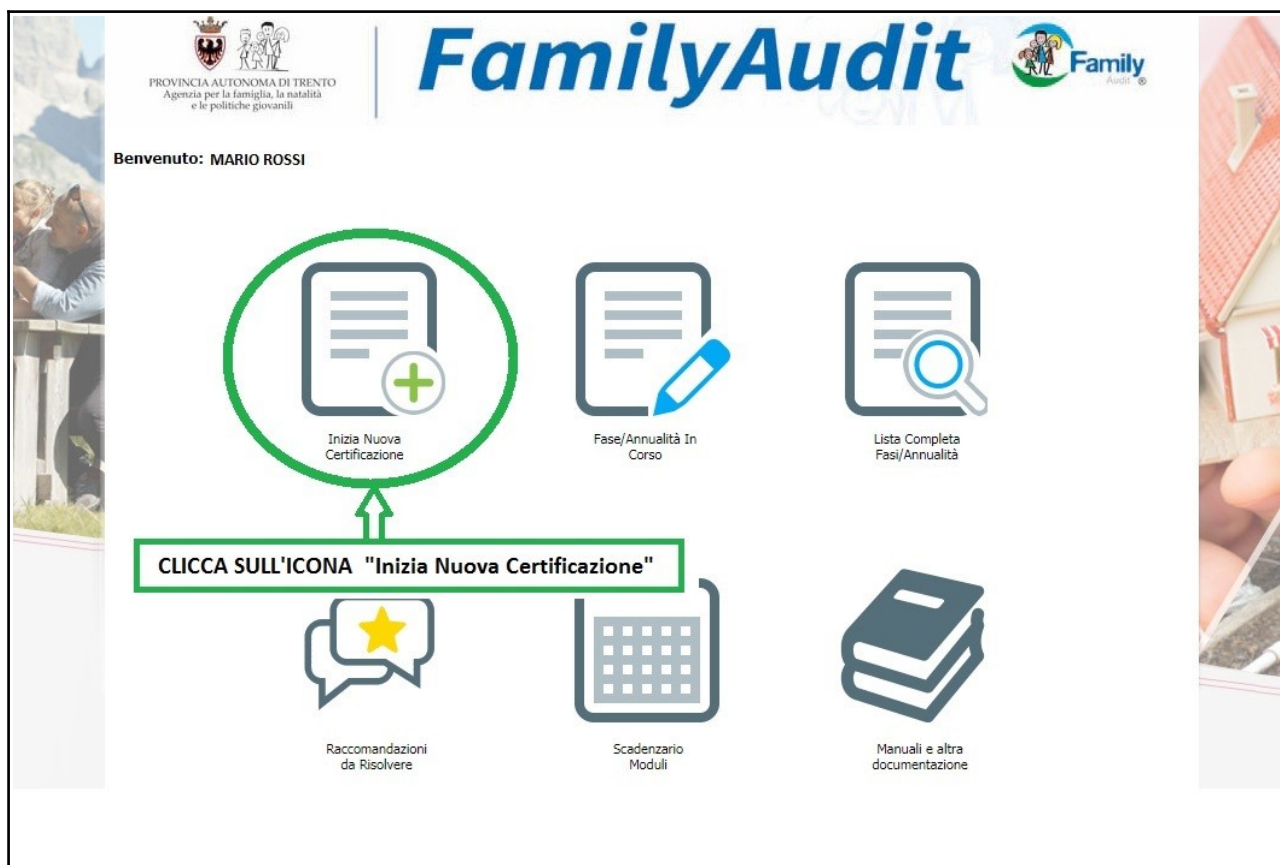 PROVINCIA AUTONOMA DI TRENTO
Agenzia per la famiglia, la natalità
e le politiche giovanili
FamilyAudit
Family
Audit ®
Benvenuto: MARIO ROSSI
Inizia Nuova
Certificazione
Fase/Annualità In
Corso
Lista Completa
Fasi/Annualità
CLICCA SULL'ICONA "Inizia Nuova Certificazione"
Raccomandazioni
da Risolvere
Scadenzario
Moduli
Manuali e altra
documentazione